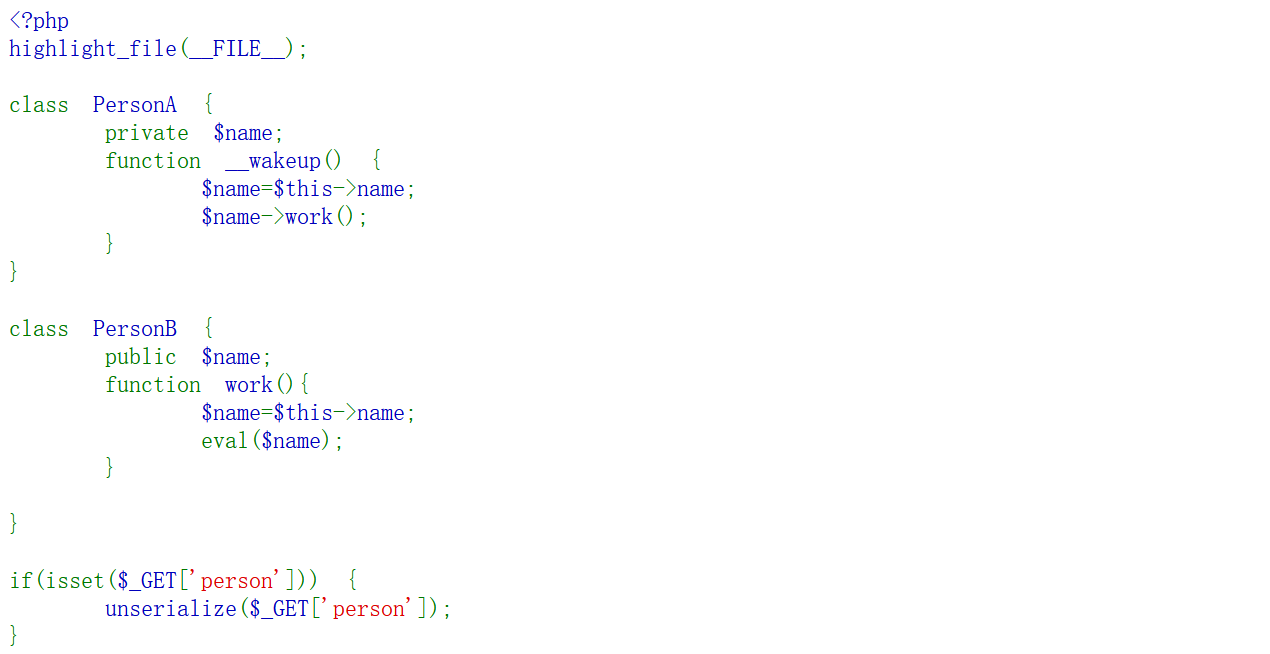 <?php
highlight_file(__FILE__);
class PersonA {
private $name;
function __wakeup() {
$name=$this->name;
$name->work();
}
}
class PersonB {
public $name;
function work(){
$name=$this->name;
eval($name);
}
}
if(isset($_GET['person'])) {
unserialize($_GET['person']);
}